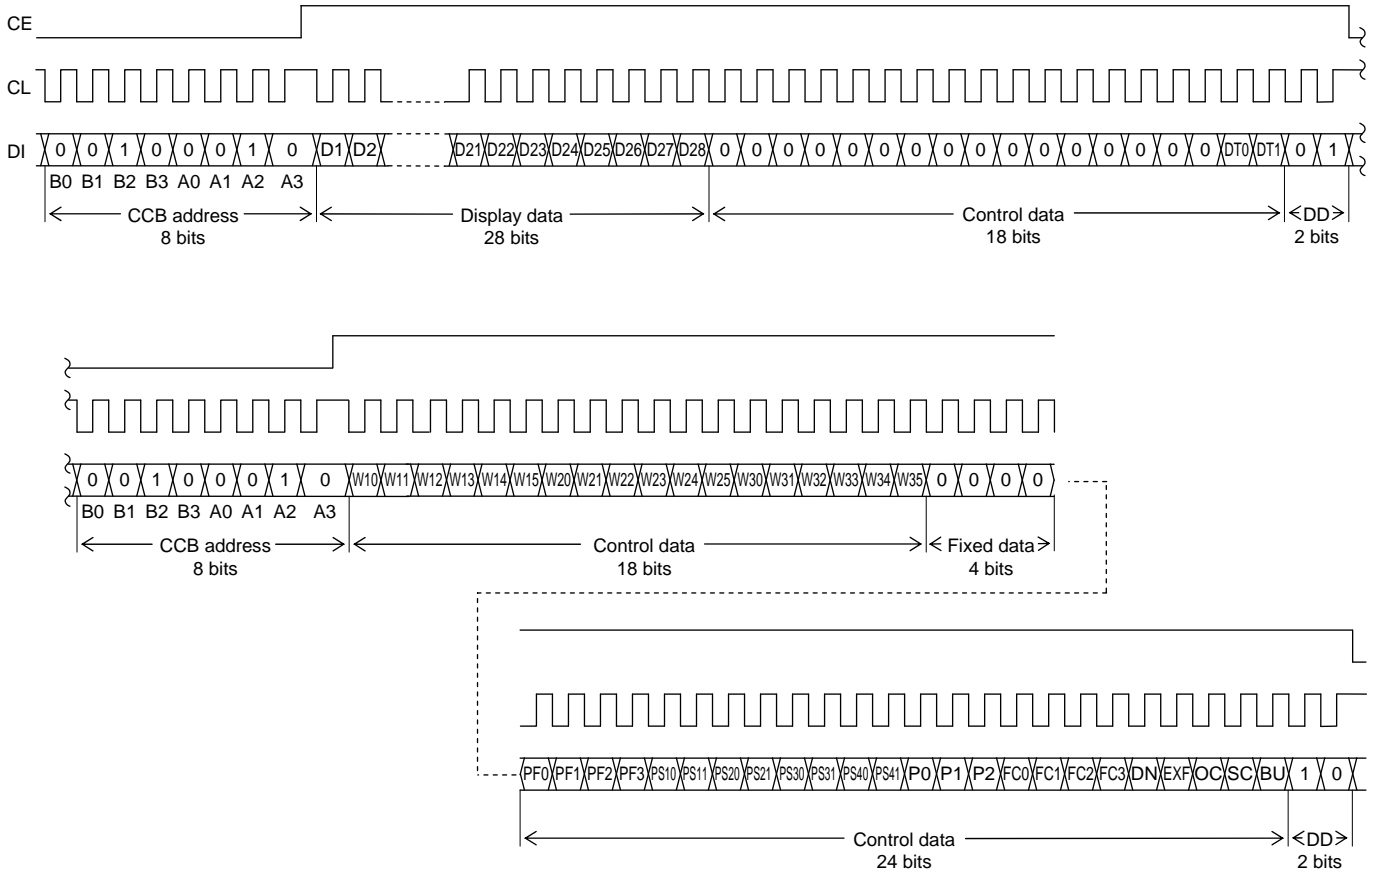 CE
CL
DI 0 0 1 0 0 0 1 0 D1 D2 D21 D22 D23 D24 D25 D26 D27 D28 0 0 0 0 0 0 0 0 0 0 0 0 0 0 0 0 DT0 DT1 0 1
B0 B1 B2 B3 A0 A1 A2 A3
CCB address Display data Control data DD
8 bits 28 bits 18 bits 2 bits
0 0 1 0 0 0 1 0 W10 W11 W12 W13 W14 W15 W20 W21 W22 W23 W24 W25 W30 W31 W32 W33 W34 W35 0 0 0 0
B0 B1 B2 B3 A0 A1 A2 A3
CCB address Control data Fixed data
8 bits 18 bits 4 bits
PF0 PF1 PF2 PF3 PS10 PS11 PS20 PS21 PS30 PS31 PS40 PS41 P0 P1 P2 FC0 FC1 FC2 FC3 DN EXF OC SC BU 1 0
Control data DD
24 bits 2 bits